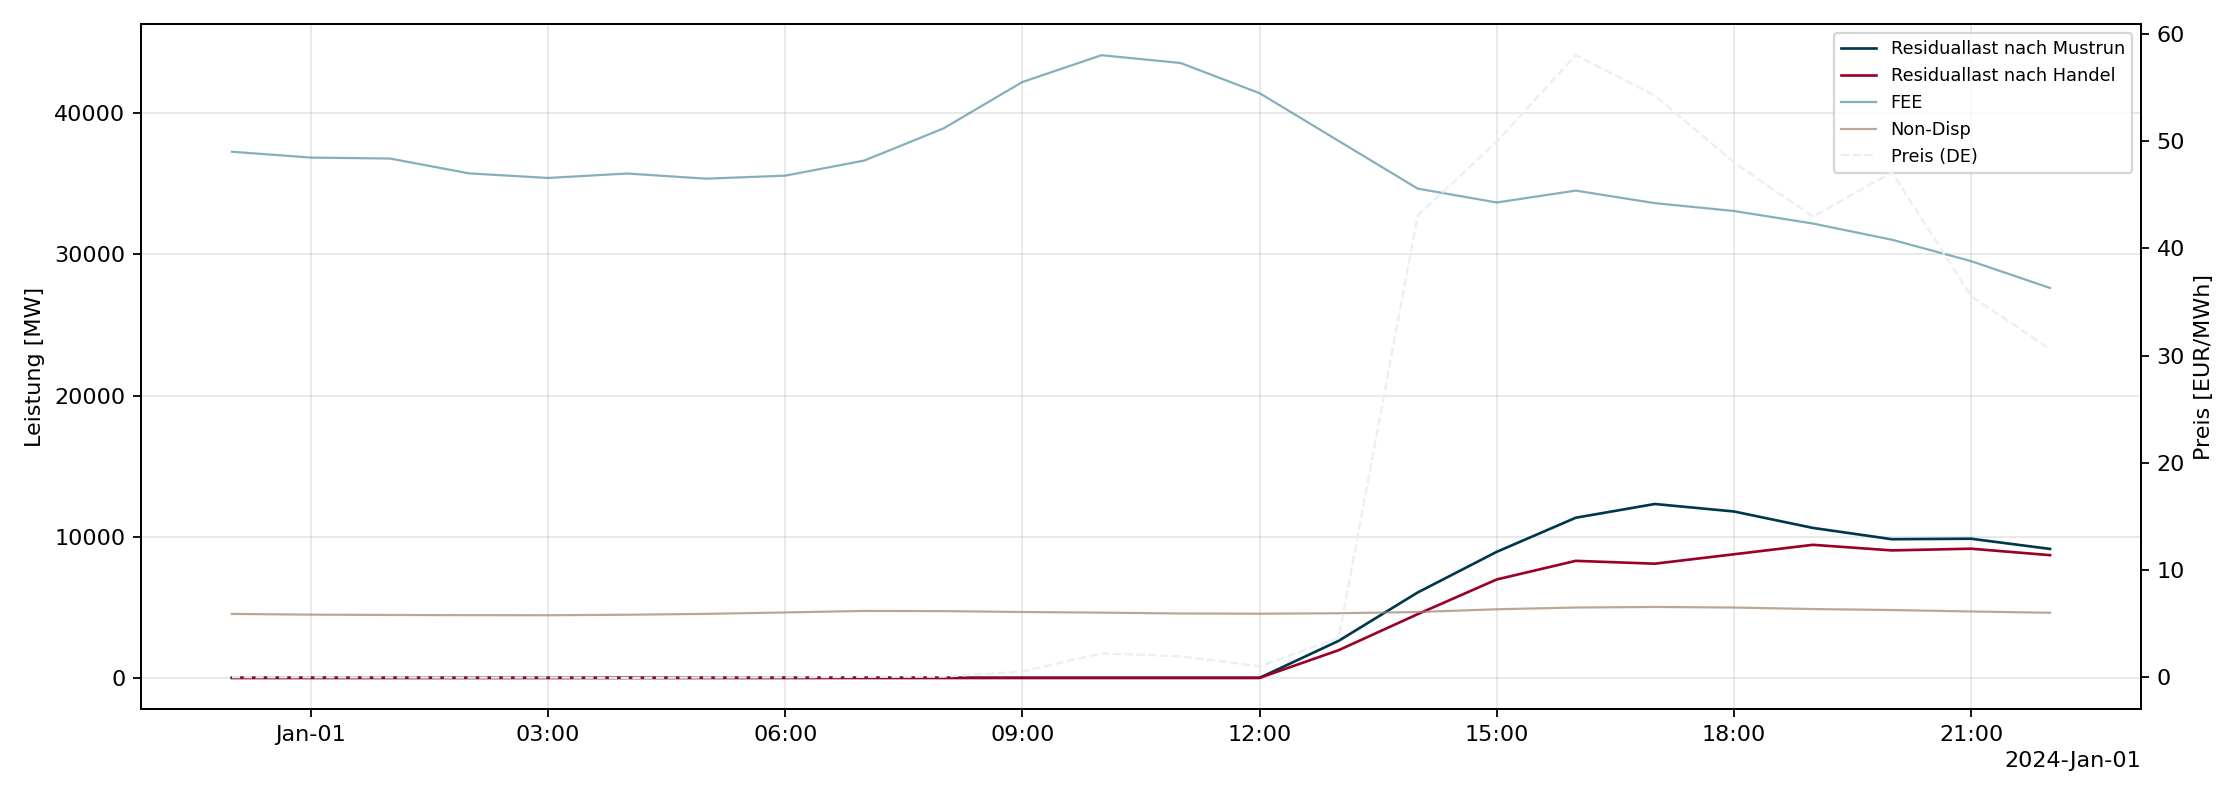 Leistung [MW]
40000
30000
20000
10000
0
60
50
40
30
20
10
0
Preis [EUR/MWh]
Residuallast nach Mustrun
Residuallast nach Handel
FEE
Non-Disp
Preis (DE)
Jan-01 03:00 06:00 09:00 12:00 15:00 18:00 21:00
2024-Jan-01